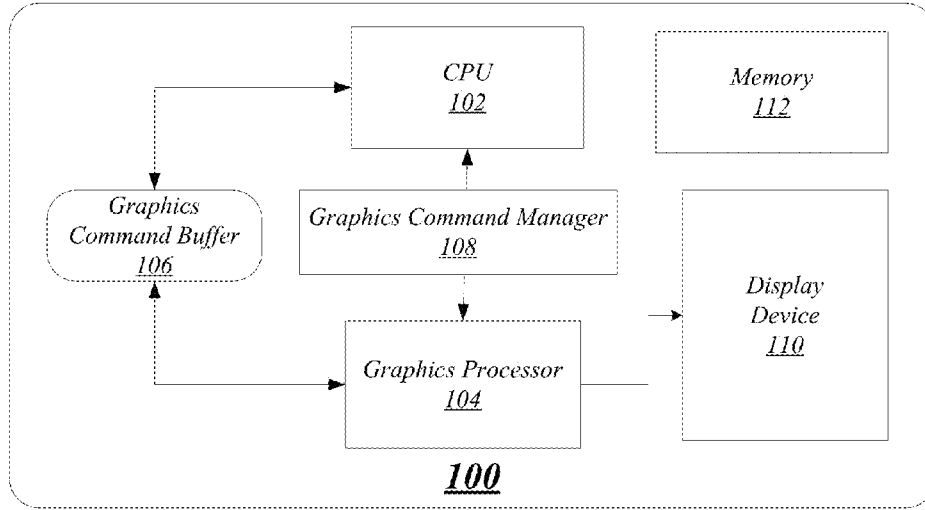 CPU
102
Memory
112
Graphics
Command Buffer
106
Graphics Command Manager
108
Display
Device
110
Graphics Processor
104
100